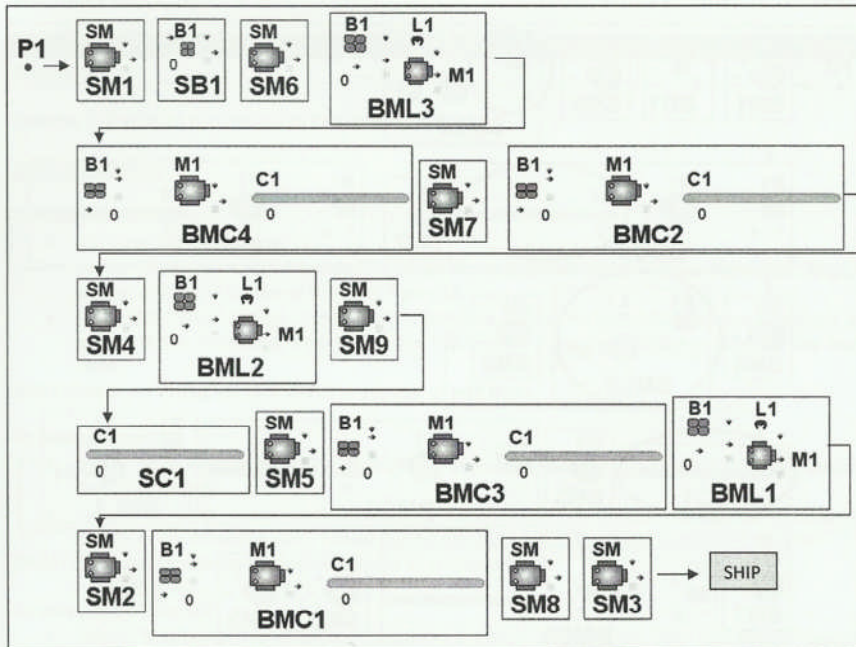 P1
SM
SM1
B1
0
SB1
SM
SM6
B1 L1
0
M1
BML3
B1 M1 C1
0 0
BMC4
SM
SM7
B1 M1 C1
0 0
BMC2
SM
SM4
B1 L1
0
M1
BML2
SM
SM9
C1
0
SC1
SM
SM5
B1 M1 C1
0 0
BMC3
B1 L1
0
M1
BML1
SM
SM2
B1 M1 C1
0 0
BMC1
SM
SM8
SM
SM3
SHIP